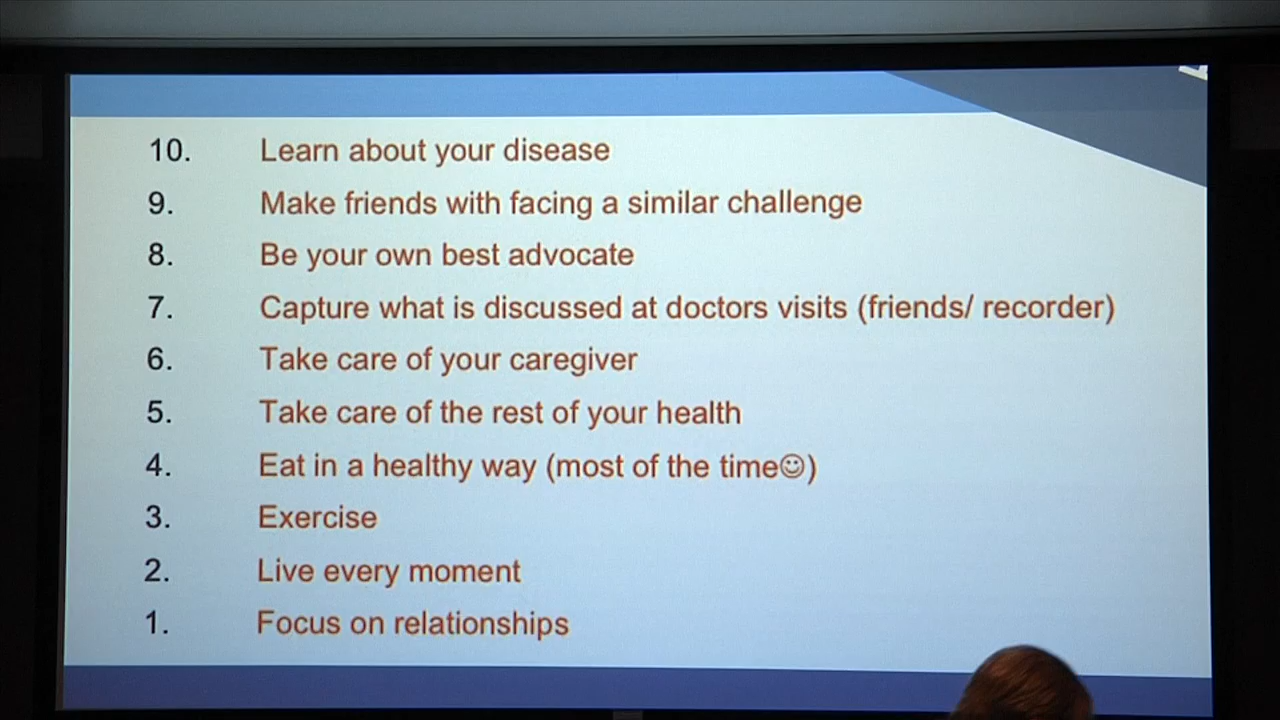 10. Learn about your disease
9. Make friends with facing a similar challenge
8. Be your own best advocate
7. Capture what is discussed at doctors visits (friends/ recorder)
6. Take care of your caregiver
5. Take care of the rest of your health
4. Eat in a healthy way (most of the time☺)
3. Exercise
2. Live every moment
1. Focus on relationships